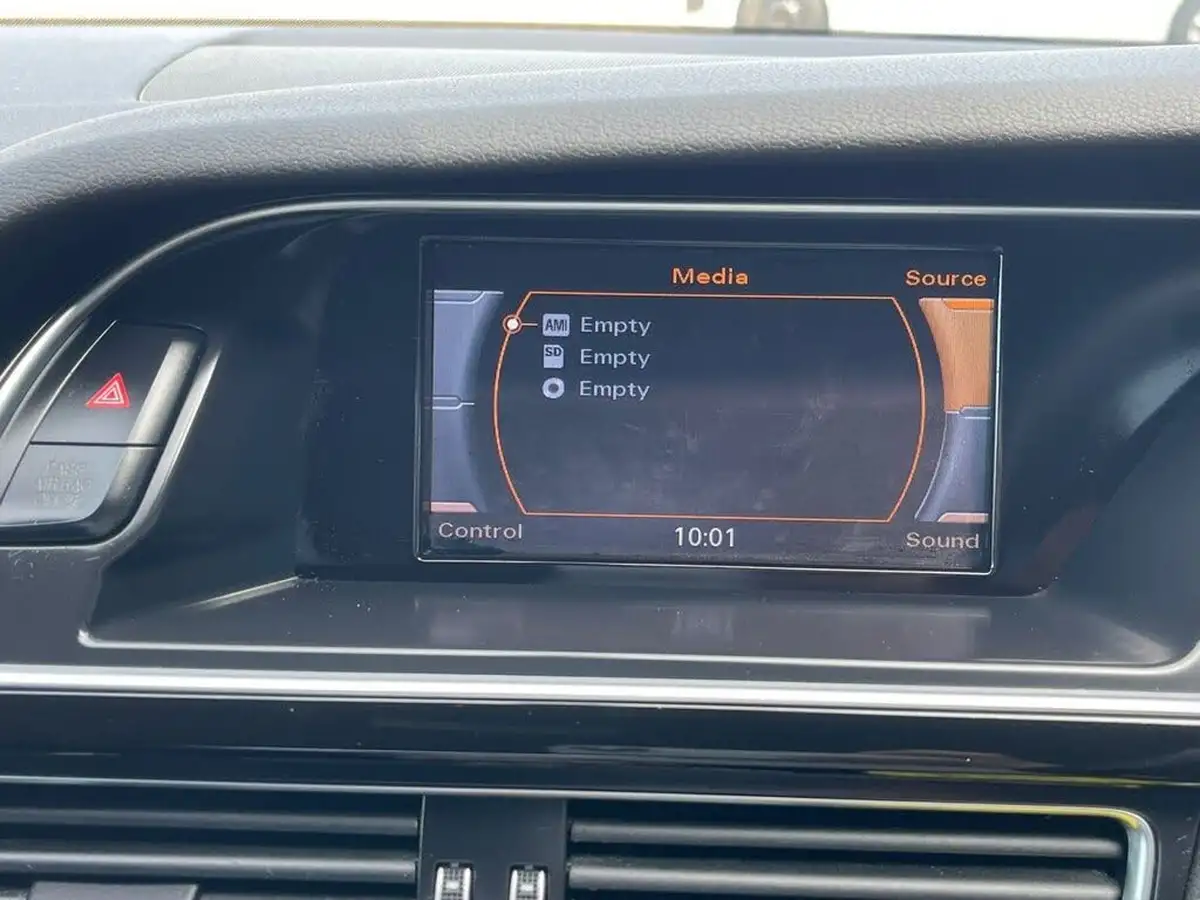 Media
Source
AMI Empty
SD Empty
Empty
Control
10:01
Sound